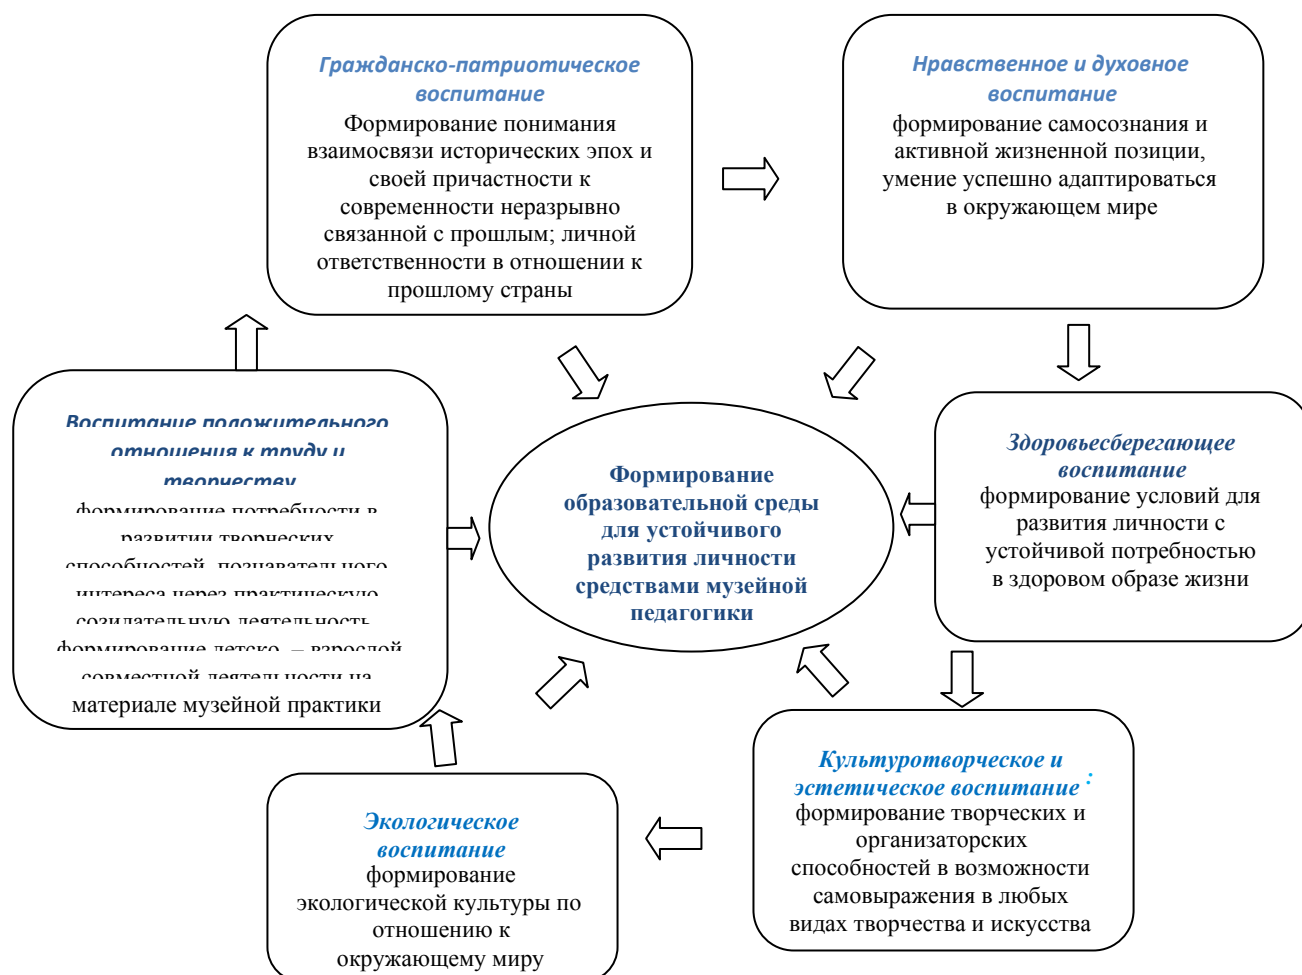 Гражданско-патриотическое
воспитание
Формирование понимания
взаимосвязи исторических эпох и
своей причастности к
современности неразрывно
связанной с прошлым; личной
ответственности в отношении к
прошлому страны
Нравственное и духовное
воспитание
формирование самосознания и
активной жизненной позиции,
умение успешно адаптироваться
в окружающем мире
Воспитание положительного
отношения к труду и
творчеству
формирование потребности в
развитии творческих
способностей, познавательного
интереса через практическую
созидательную деятельность,
формирование детско – взрослой
совместной деятельности на
материале музейной практики
Формирование
образовательной среды
для устойчивого
развития личности
средствами музейной
педагогики
Здоровьесберегающее
воспитание
формирование условий для
развития личности с
устойчивой потребностью
в здоровом образе жизни
Экологическое
воспитание
формирование
экологической культуры по
отношению к
окружающему миру
Культуротворческое и
эстетическое воспитание :
формирование творческих и
организаторских
способностей в возможности
самовыражения в любых
видах творчества и искусства